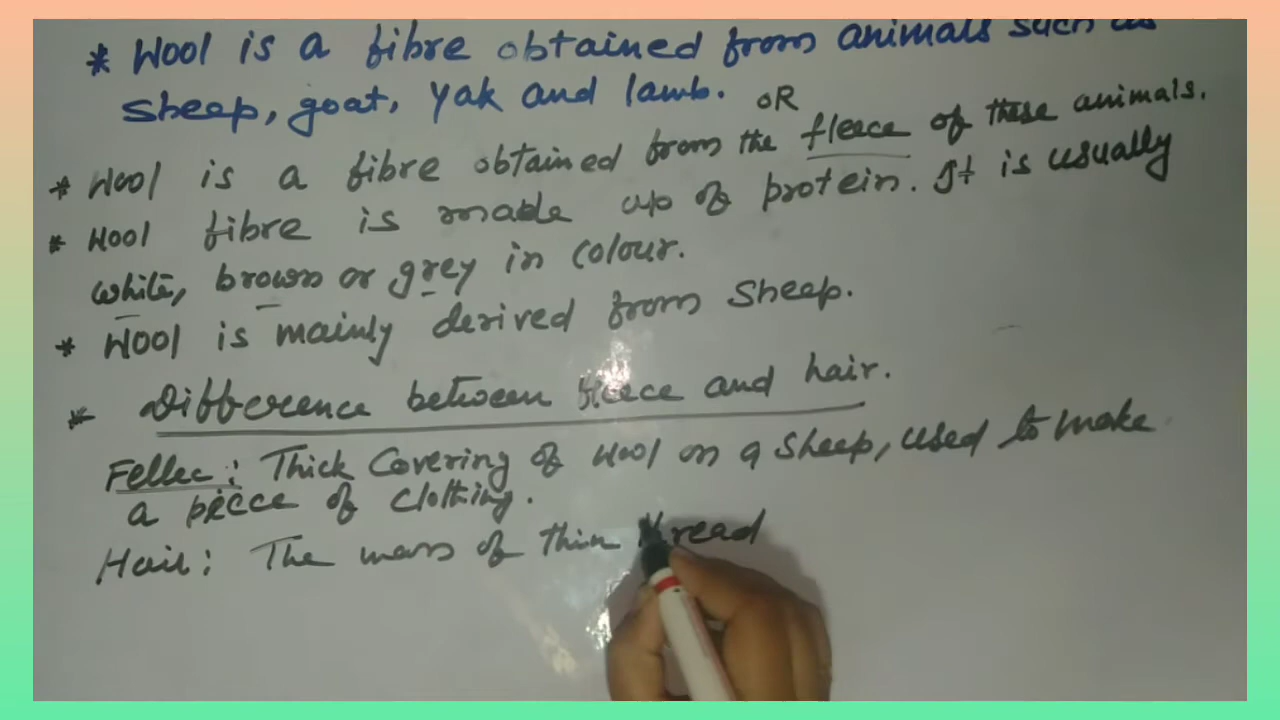 * Wool is a fibre obtained from animals such as
sheep, goat, yak and lamb. OR
* Wool is a fibre obtained from the fleece of these animals.
* Wool fibre is made up of protein. It is usually
white, brown or grey in colour.
* Wool is mainly derived from sheep.
* Difference between fleece and hair.
Fellec: Thick Covering of wool on a sheep, used to make
a piece of clothing.
Hair: The mass of thin thread